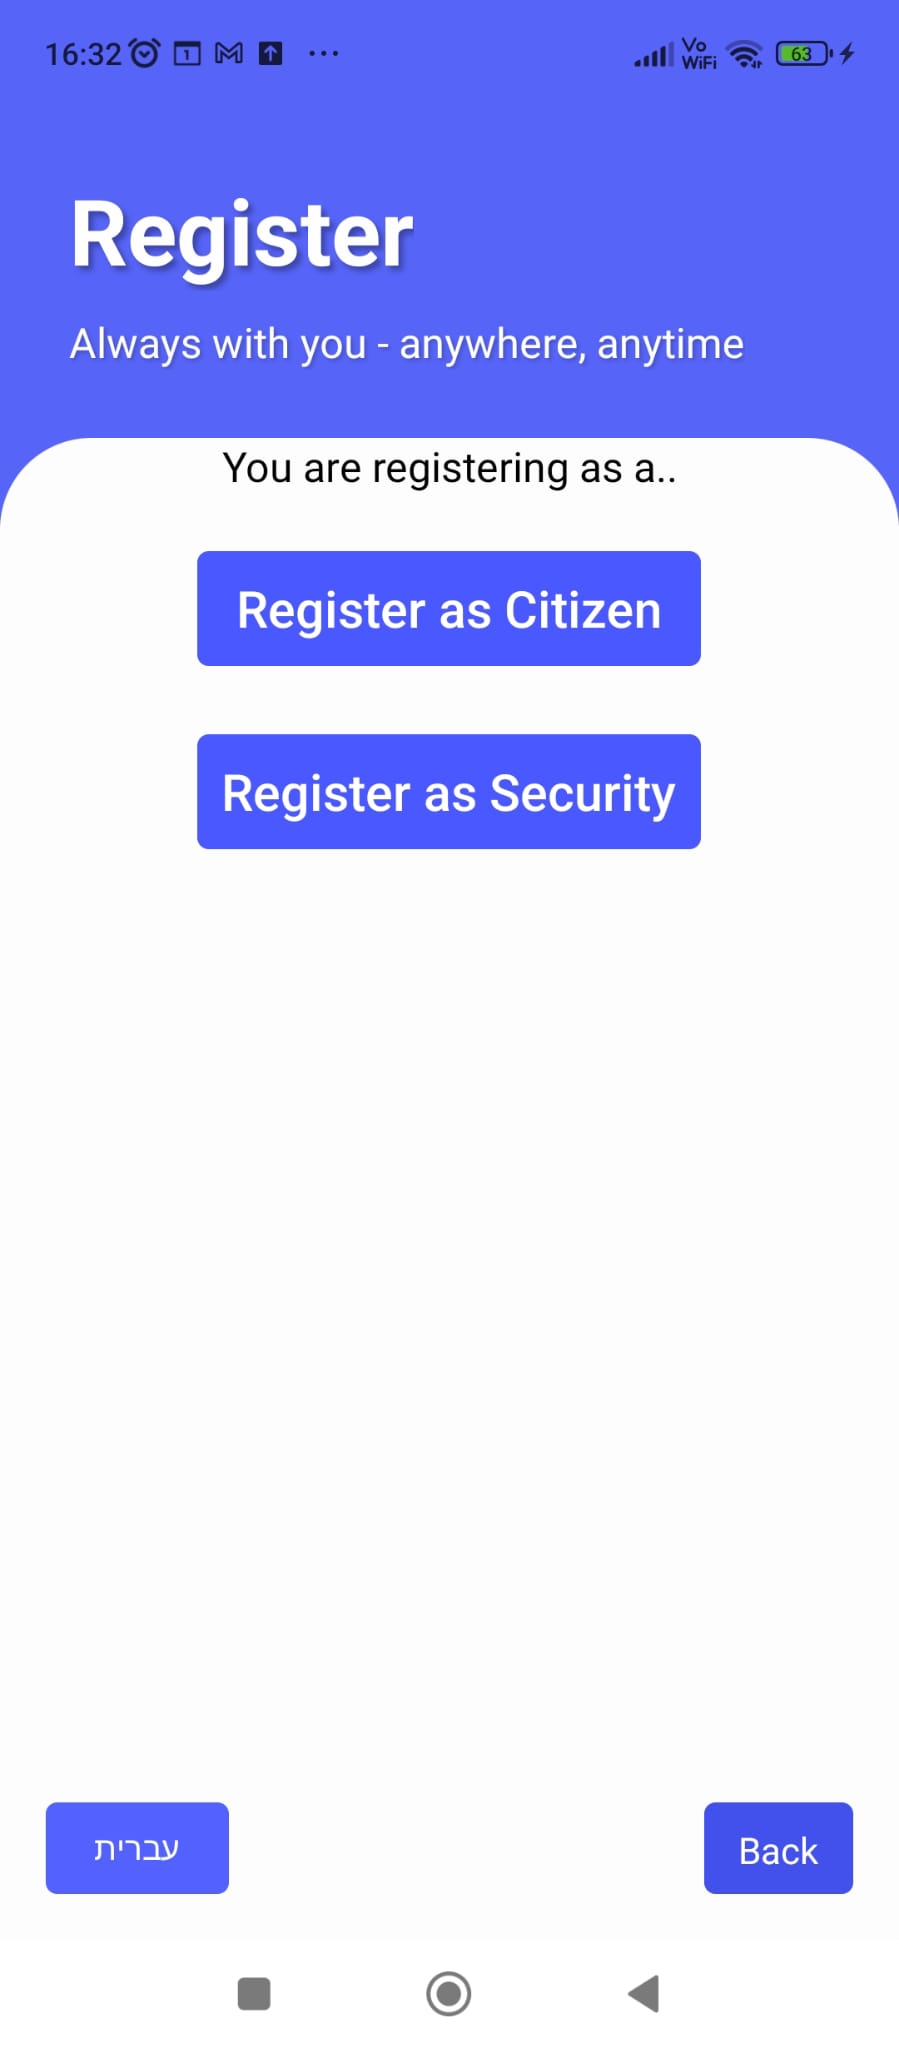 16:32
1
Vo
WiFi
63
Register
Always with you - anywhere, anytime
You are registering as a..
Register as Citizen
Register as Security
עברית
Back